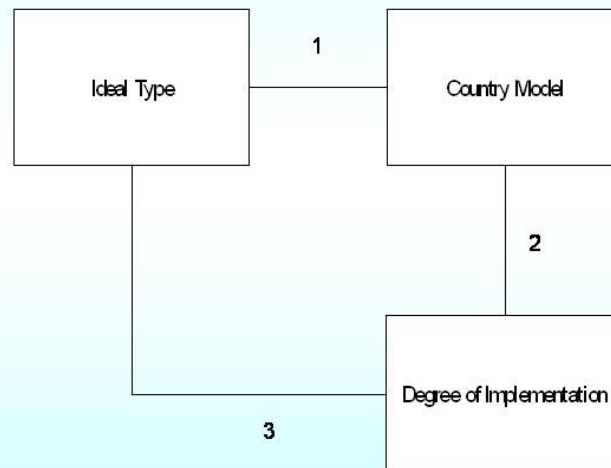 1
Ideal Type
Country Model
2
Degree of Implementation
3